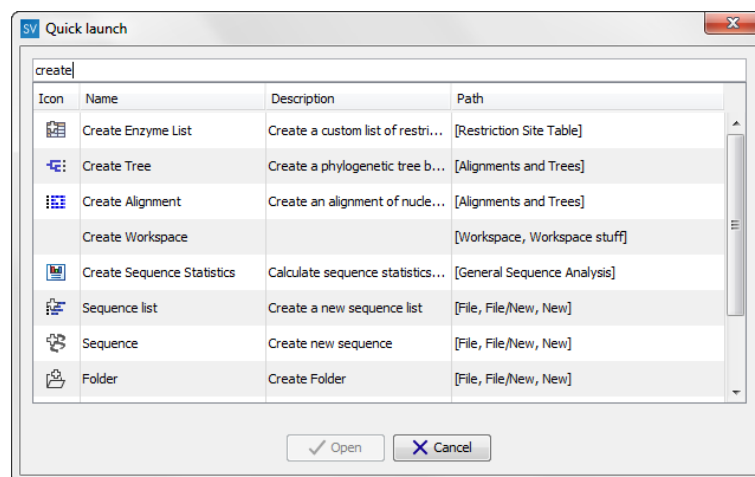 SV Quick launch
create
Icon Name Description Path
Create Enzyme List Create a custom list of restri... [Restriction Site Table]
Create Tree Create a phylogenetic tree b... [Alignments and Trees]
Create Alignment Create an alignment of nucle... [Alignments and Trees]
Create Workspace [Workspace, Workspace stuff]
Create Sequence Statistics Calculate sequence statistics... [General Sequence Analysis]
Sequence list Create a new sequence list [File, File/New, New]
Sequence Create new sequence [File, File/New, New]
Folder Create Folder [File, File/New, New]
Open Cancel